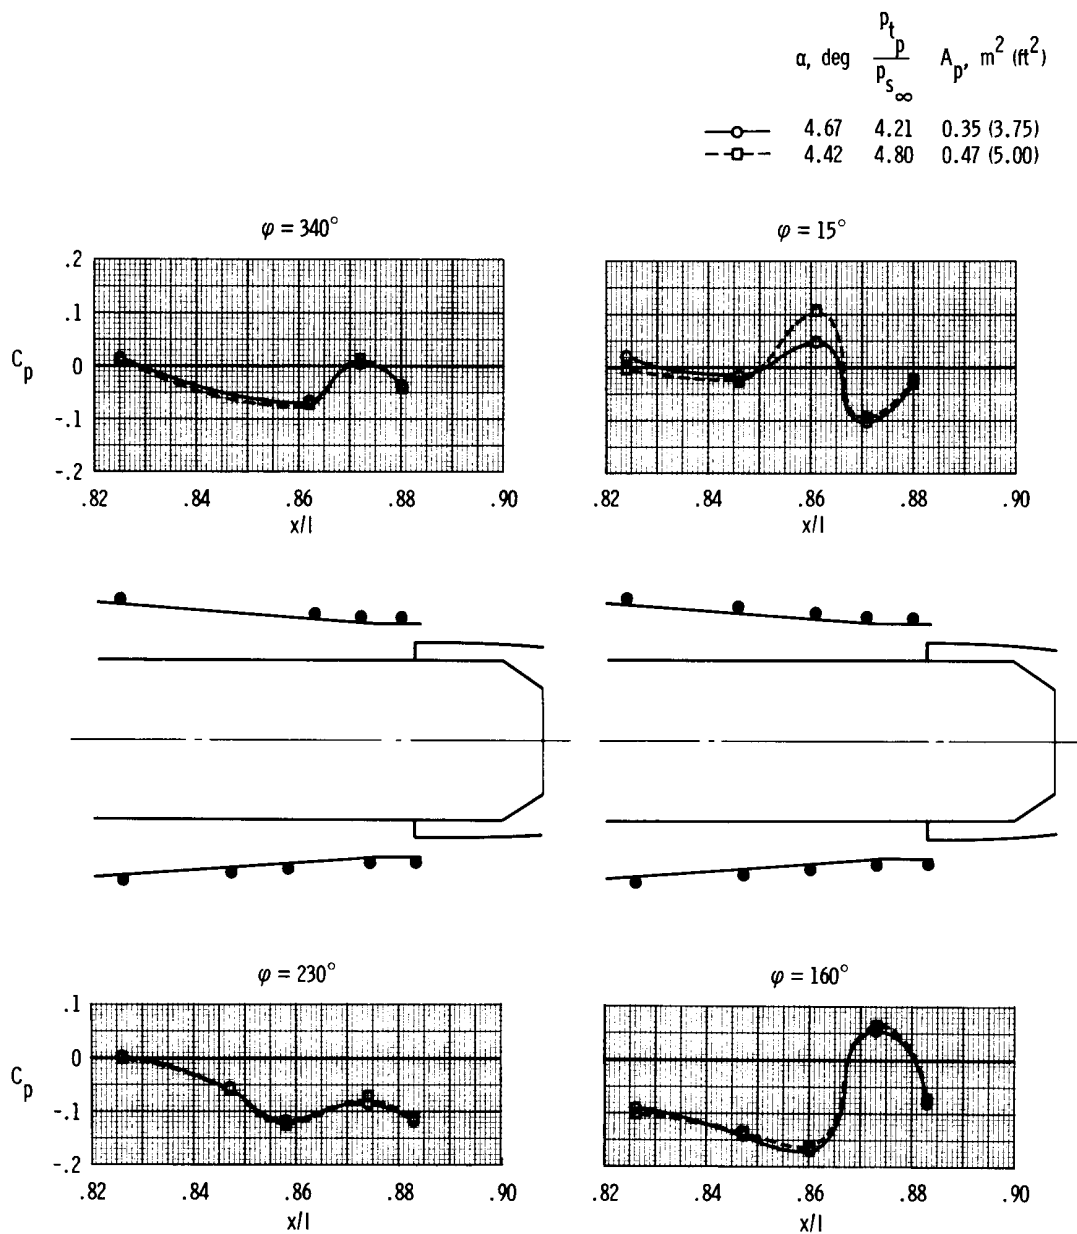 α, deg p_t_p / p_s_∞ A_p, m² (ft²)
4.67 4.21 0.35 (3.75)
4.42 4.80 0.47 (5.00)
φ = 340° φ = 15°
.2
.1
C_p 0
-.1
-.2
.82 .84 .86 .88 .90 .82 .84 .86 .88 .90
x/l x/l
φ = 230° φ = 160°
.1
0
C_p
-.1
-.2
.82 .84 .86 .88 .90 .82 .84 .86 .88 .90
x/l x/l